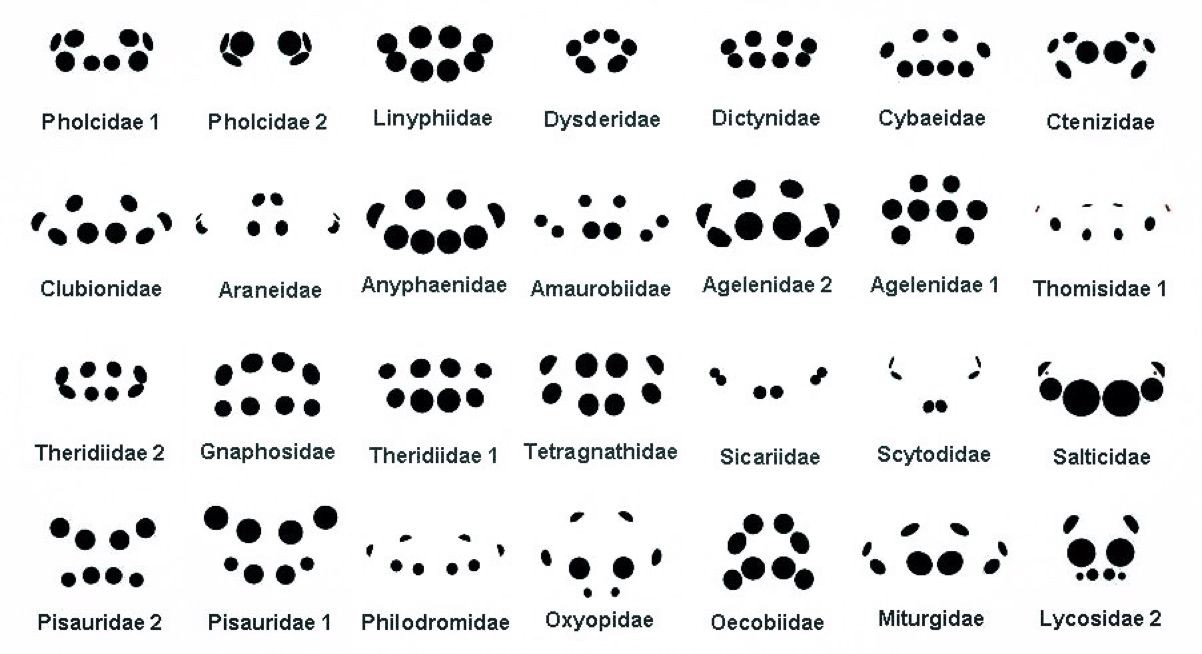 Pholcidae 1 Pholcidae 2 Linyphiidae Dysderidae Dictynidae Cybaeidae Ctenizidae
Clubionidae Araneidae Anyphaenidae Amaurobiidae Agelenidae 2 Agelenidae 1 Thomisidae 1
Theridiidae 2 Gnaphosidae Theridiidae 1 Tetragnathidae Sicariidae Scytodidae Salticidae
Pisauridae 2 Pisauridae 1 Philodromidae Oxyopidae Oecobiidae Miturgidae Lycosidae 2